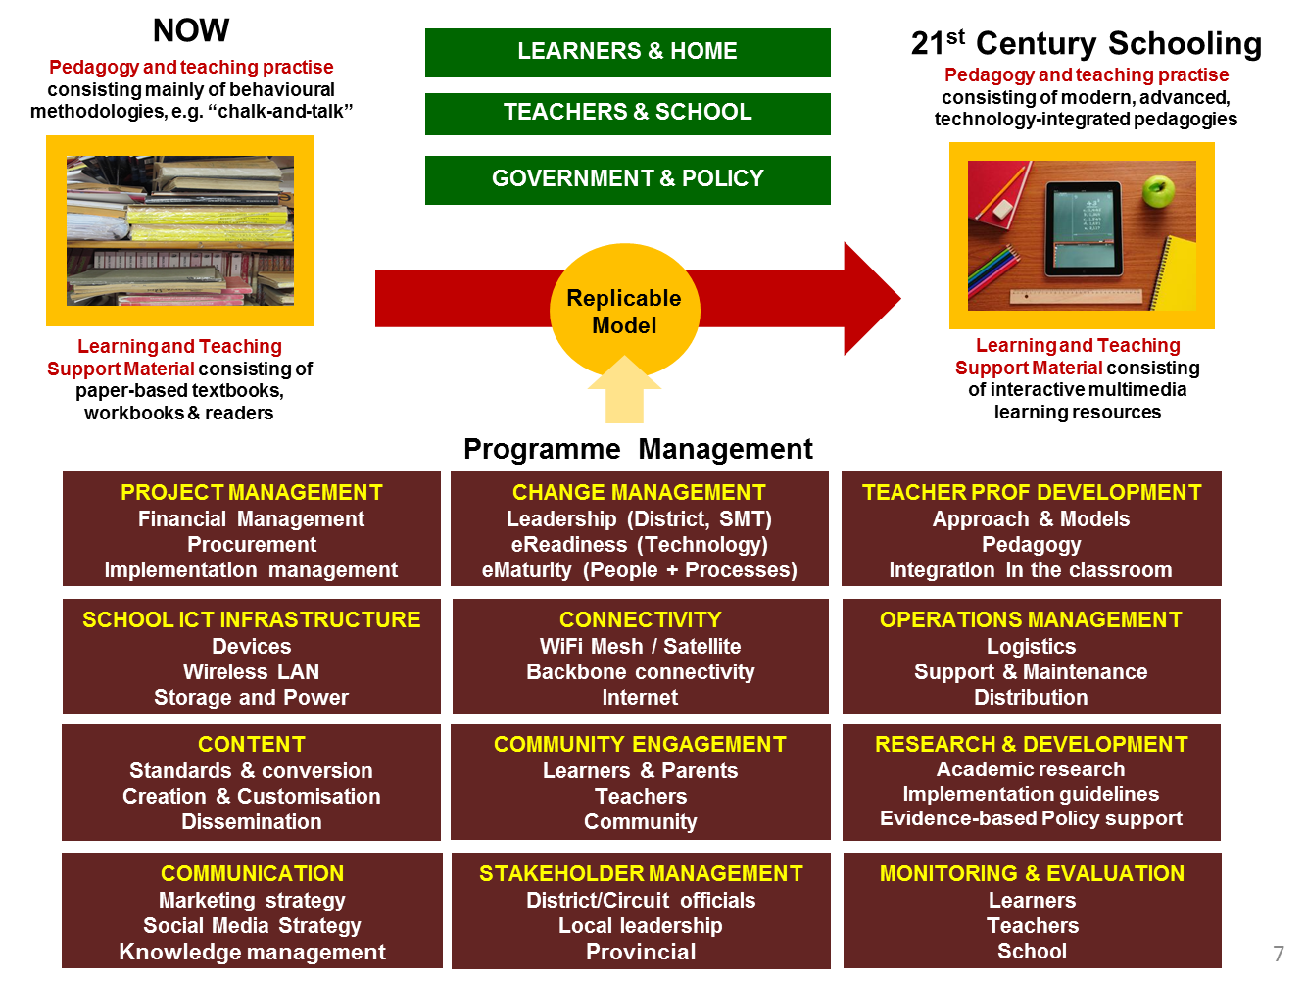 NOW
Pedagogy and teaching practise
consisting mainly of behavioural
methodologies, e.g. “chalk-and-talk”
Learning and Teaching
Support Material consisting of
paper-based textbooks,
workbooks & readers
LEARNERS & HOME
TEACHERS & SCHOOL
GOVERNMENT & POLICY
Replicable
Model
21st Century Schooling
Pedagogy and teaching practise
consisting of modern, advanced,
technology-integrated pedagogies
Learning and Teaching
Support Material consisting
of interactive multimedia
learning resources
Programme Management
PROJECT MANAGEMENT
Financial Management
Procurement
Implementation management
CHANGE MANAGEMENT
Leadership (District, SMT)
eReadiness (Technology)
eMaturity (People + Processes)
TEACHER PROF DEVELOPMENT
Approach & Models
Pedagogy
Integration in the classroom
SCHOOL ICT INFRASTRUCTURE
Devices
Wireless LAN
Storage and Power
CONNECTIVITY
WiFi Mesh / Satellite
Backbone connectivity
Internet
OPERATIONS MANAGEMENT
Logistics
Support & Maintenance
Distribution
CONTENT
Standards & conversion
Creation & Customisation
Dissemination
COMMUNITY ENGAGEMENT
Learners & Parents
Teachers
Community
RESEARCH & DEVELOPMENT
Academic research
Implementation guidelines
Evidence-based Policy support
COMMUNICATION
Marketing strategy
Social Media Strategy
Knowledge management
STAKEHOLDER MANAGEMENT
District/Circuit officials
Local leadership
Provincial
MONITORING & EVALUATION
Learners
Teachers
School
7